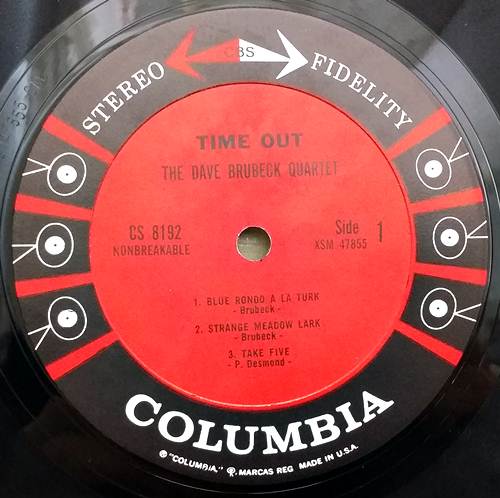 CBS
STEREO FIDELITY
TIME OUT
THE DAVE BRUBECK QUARTET
CS 8192
NONBREAKABLE
Side 1
XSM 47855
1. BLUE RONDO A LA TURK
- Brubeck -
2. STRANGE MEADOW LARK
- Brubeck -
3. TAKE FIVE
- P. Desmond -
COLUMBIA
® "COLUMBIA," ℗. MARCAS REG MADE IN U.S.A.